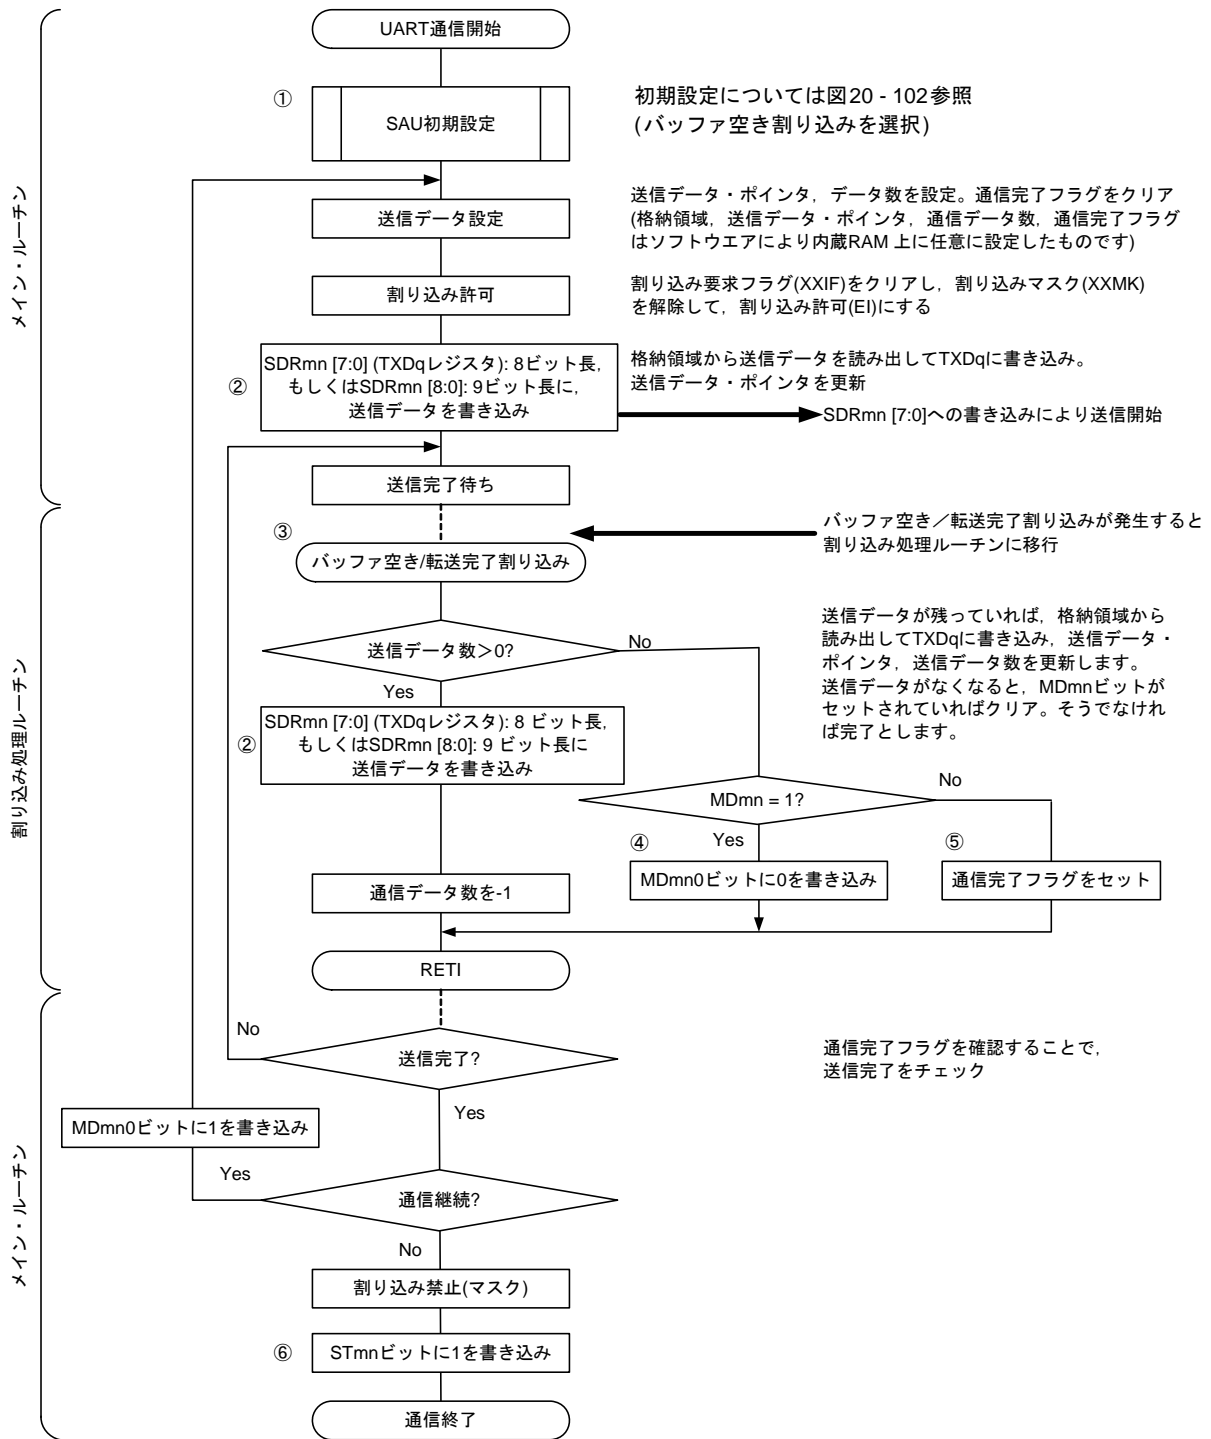 UART通信開始
①
SAU初期設定
初期設定については図20 - 102参照
(バッファ空き割り込みを選択)
メイン・ルーチン
送信データ設定
送信データ・ポインタ，データ数を設定。通信完了フラグをクリア
(格納領域，送信データ・ポインタ，通信データ数，通信完了フラグ
はソフトウエアにより内蔵RAM 上に任意に設定したものです)
割り込み許可
割り込み要求フラグ(XXIF)をクリアし，割り込みマスク(XXMK)
を解除して，割り込み許可(EI)にする
②
SDRmn [7:0] (TXDqレジスタ): 8ビット長，
もしくはSDRmn [8:0]: 9ビット長に，
送信データを書き込み
格納領域から送信データを読み出してTXDqに書き込み。
送信データ・ポインタを更新
SDRmn [7:0]への書き込みにより送信開始
送信完了待ち
③
バッファ空き/転送完了割り込み
バッファ空き／転送完了割り込みが発生すると
割り込み処理ルーチンに移行
割り込み処理ルーチン
送信データ数＞0?
No
Yes
送信データが残っていれば，格納領域から
読み出してTXDqに書き込み，送信データ・
ポインタ，送信データ数を更新します。
送信データがなくなると，MDmnビットが
セットされていればクリア。そうでなけれ
ば完了とします。
②
SDRmn [7:0] (TXDqレジスタ): 8 ビット長，
もしくはSDRmn [8:0]: 9 ビット長に
送信データを書き込み
MDmn = 1?
No
Yes
④
MDmn0ビットに0を書き込み
⑤
通信完了フラグをセット
通信データ数を-1
RETI
メイン・ルーチン
送信完了?
No
Yes
通信完了フラグを確認することで，
送信完了をチェック
MDmn0ビットに1を書き込み
Yes
通信継続?
No
割り込み禁止(マスク)
⑥
STmnビットに1を書き込み
通信終了